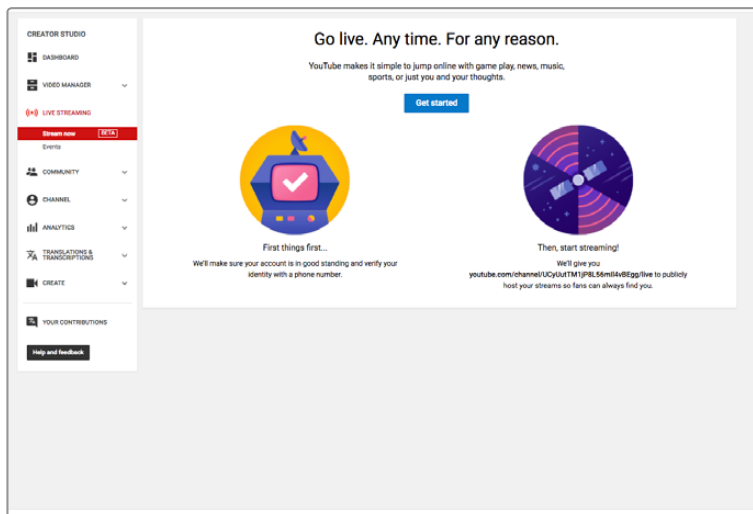 CREATOR STUDIO
DASHBOARD
VIDEO MANAGER
LIVE STREAMING
Stream now BETA
Events
COMMUNITY
CHANNEL
ANALYTICS
TRANSLATIONS &
TRANSCRIPTIONS
CREATE
YOUR CONTRIBUTIONS
Help and feedback
Go live. Any time. For any reason.
YouTube makes it simple to jump online with game play, news, music,
sports, or just you and your thoughts.
Get started
First things first...
We'll make sure your account is in good standing and verify your
identity with a phone number.
Then, start streaming!
We'll give you
to publicly
host your streams so fans can always find you.